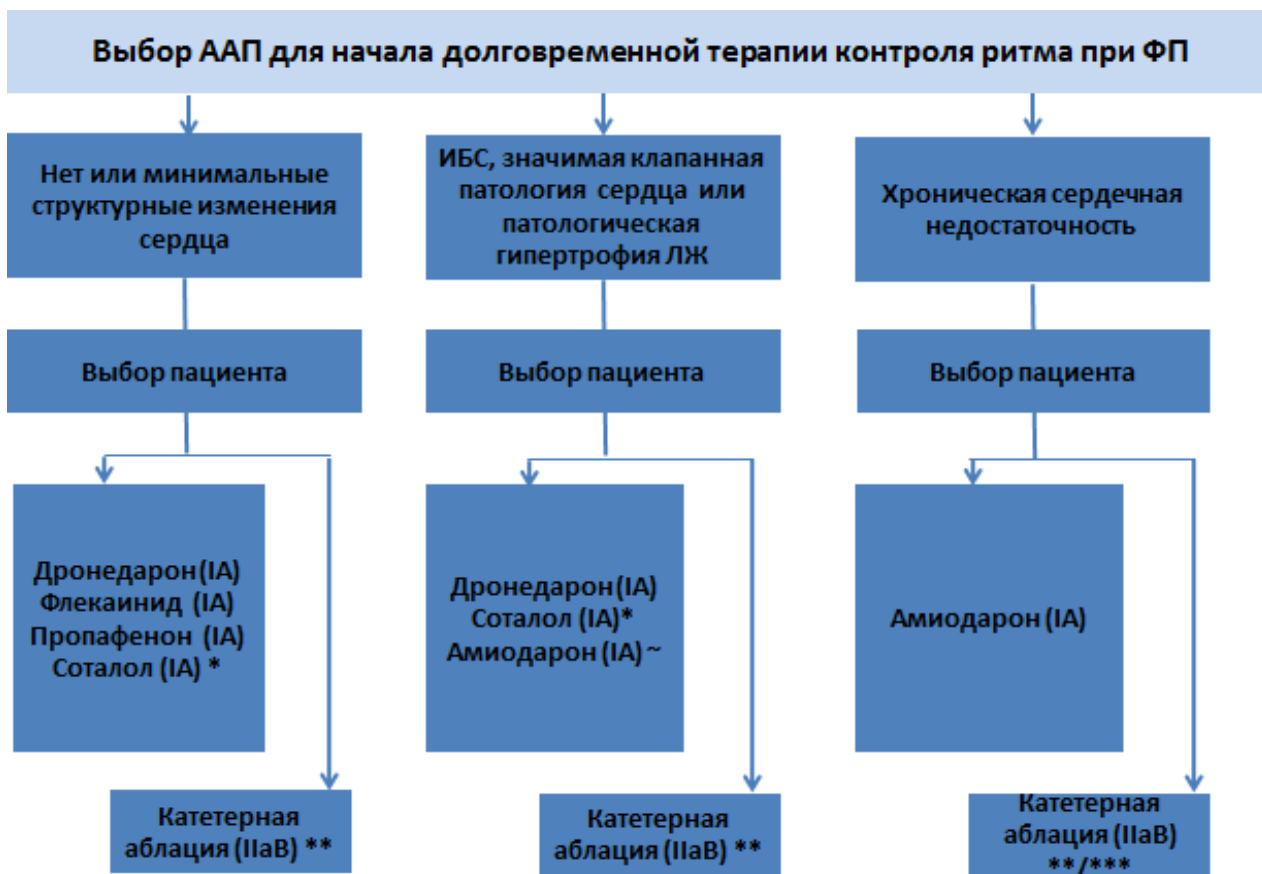 Выбор ААП для начала долговременной терапии контроля ритма при ФП
Нет или минимальные
структурные изменения
сердца
ИБС, значимая клапанная
патология сердца или
патологическая
гипертрофия ЛЖ
Хроническая сердечная
недостаточность
Выбор пациента
Выбор пациента
Выбор пациента
Дронедарон (IA)
Флекаинид (IA)
Пропафенон (IA)
Соталол (IA) *
Дронедарон (IA)
Соталол (IA)*
Амиодарон (IA) ~
Амиодарон (IA)
Катетерная
аблация (IIaB) **
Катетерная
аблация (IIaB) **
Катетерная
аблация (IIaB)
**/***